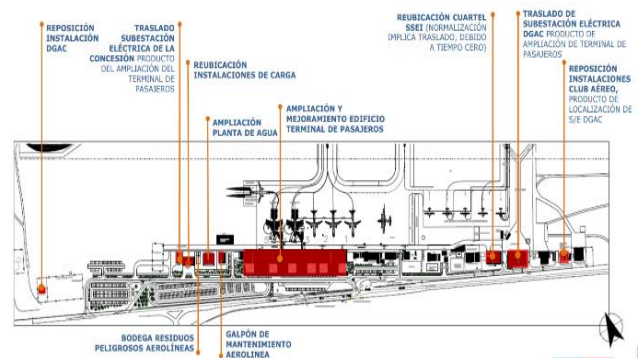 REPOSICIÓN
INSTALACIÓN
DGAC
TRASLADO
SUBESTACIÓN
ELÉCTRICA DE LA
CONCESIÓN PRODUCTO
DEL AMPLIACIÓN DEL
TERMINAL DE
PASAJEROS
REUBICACIÓN
INSTALACIONES DE CARGA
AMPLIACIÓN
PLANTA DE AGUA
AMPLIACIÓN Y
MEJORAMIENTO EDIFICIO
TERMINAL DE PASAJEROS
REUBICACIÓN CUARTEL
SSEI (NORMALIZACIÓN
IMPLICA TRASLADO, DEBIDO
A TIEMPO CERO)
TRASLADO DE
SUBESTACIÓN ELÉCTRICA
DGAC PRODUCTO DE
AMPLIACIÓN DE TERMINAL DE
PASAJEROS
REPOSICIÓN
INSTALACIONES
CLUB AÉREO,
PRODUCTO DE
LOCALIZACIÓN DE
S/E DGAC
BODEGA RESIDUOS
PELIGROSOS AEROLÍNEAS
GALPÓN DE
MANTENIMIENTO
AEROLINEA